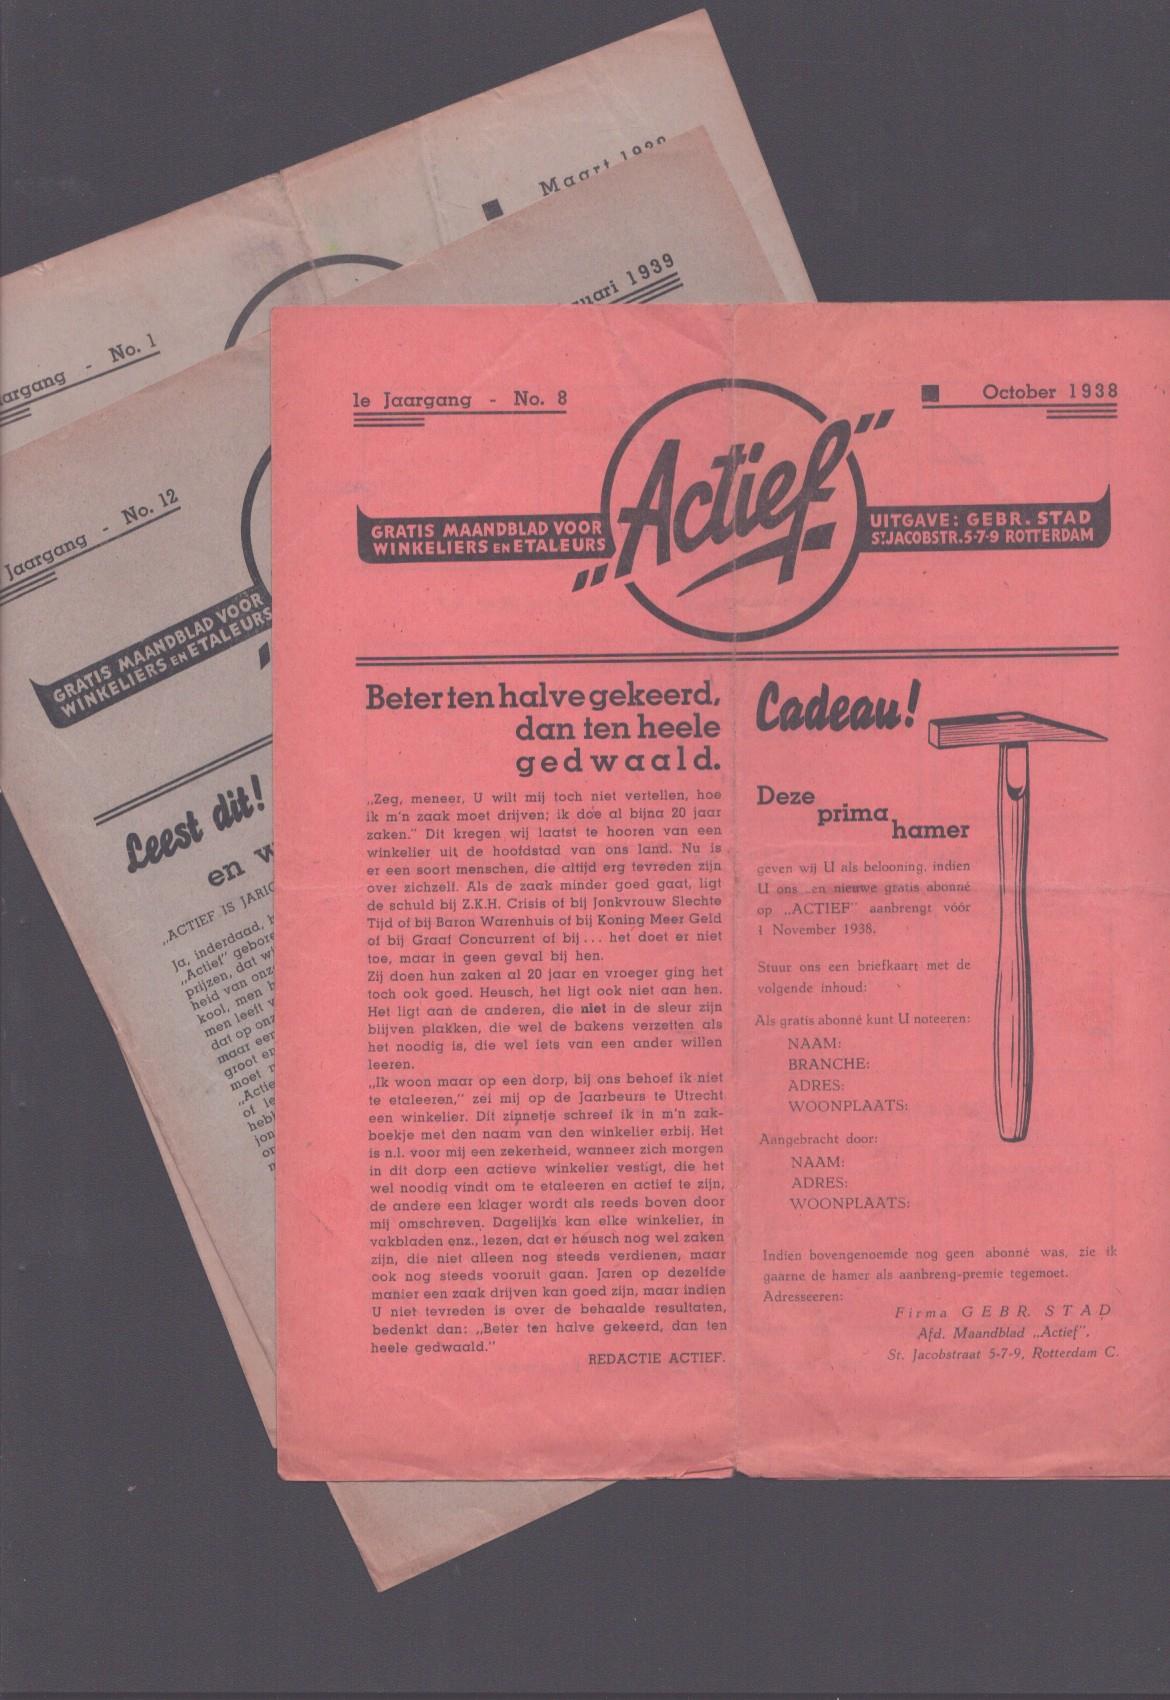 Maart
No. 1
No. 12
Jaargang - 
1939
GRATIS MAANDBLAD VOOR
WINKELIERS EN ETALEURS
Leest dit!
en
„ACTIEF" IS
Ja, inderdaad,
„Actief"
prijzen, dat
heid van
kool, men
men leeft
dat op
maar
groot
moet
1e Jaargang - No. 8
October 1938
„Actief"
GRATIS MAANDBLAD VOOR
WINKELIERS EN ETALEURS
UITGAVE: GEBR. STAD
ST. JACOBSTR. 5-7-9 ROTTERDAM
Beter ten halve gekeerd,
dan ten heele
gedwaald.
„Zeg, meneer, U wilt mij toch niet vertellen, hoe
ik m'n zaak moet drijven; ik doe al bijna 20 jaar
zaken." Dit kregen wij laatst te hooren van een
winkelier uit de hoofdstad van ons land. Nu is
er een soort menschen, die altijd erg tevreden zijn
over zichzelf. Als de zaak minder goed gaat, ligt
de schuld bij Z.K.H. Crisis of bij Jonkvrouw Slechte
Tijd of bij Baron Warenhuis of bij Koning Meer Geld
of bij Graaf Concurrent of bij ... het doet er niet
toe, maar in geen geval bij hen.
Zij doen hun zaken al 20 jaar en vroeger ging het
toch ook goed. Heusch, het ligt ook niet aan hen.
Het ligt aan de anderen, die niet in de sleur zijn
blijven plakken, die wel de bakens verzetten als
het noodig is, die wel iets van een ander willen
leeren.
„Ik woon maar op een dorp, bij ons behoef ik niet
te etaleeren," zei mij op de Jaarbeurs te Utrecht
een winkelier. Dit zinnetje schreef ik in m'n zak-
boekje met den naam van den winkelier erbij. Het
is n.l. voor mij een zekerheid, wanneer zich morgen
in dit dorp een actieve winkelier vestigt, die het
wel noodig vindt om te etaleeren en actief te zijn,
de andere een klager wordt als reeds boven door
mij omschreven. Dagelijks kan elke winkelier, in
vakbladen enz., lezen, dat er heusch nog wel zaken
zijn, die niet alleen nog steeds verdienen, maar
ook nog steeds vooruit gaan. Jaren op dezelfde
manier een zaak drijven kan goed zijn, maar indien
U niet tevreden is over de behaalde resultaten,
bedenkt dan: „Beter ten halve gekeerd, dan ten
heele gedwaald."
REDACTIE ACTIEF.
Cadeau!
Deze
prima
hamer
geven wij U als belooning, indien
U ons een nieuwe gratis abonné
op „ACTIEF" aanbrengt vóór
1 November 1938.
Stuur ons een briefkaart met de
volgende inhoud:
Als gratis abonné kunt U noteeren:
NAAM:
BRANCHE:
ADRES:
WOONPLAATS:
Aangebracht door:
NAAM:
ADRES:
WOONPLAATS:
Indien bovengenoemde nog geen abonné was, zie ik
gaarne de hamer als aanbreng-premie tegemoet.
Adresseeren:
Firma GEBR. STAD
Afd. Maandblad „Actief",
St. Jacobstraat 5-7-9, Rotterdam C.